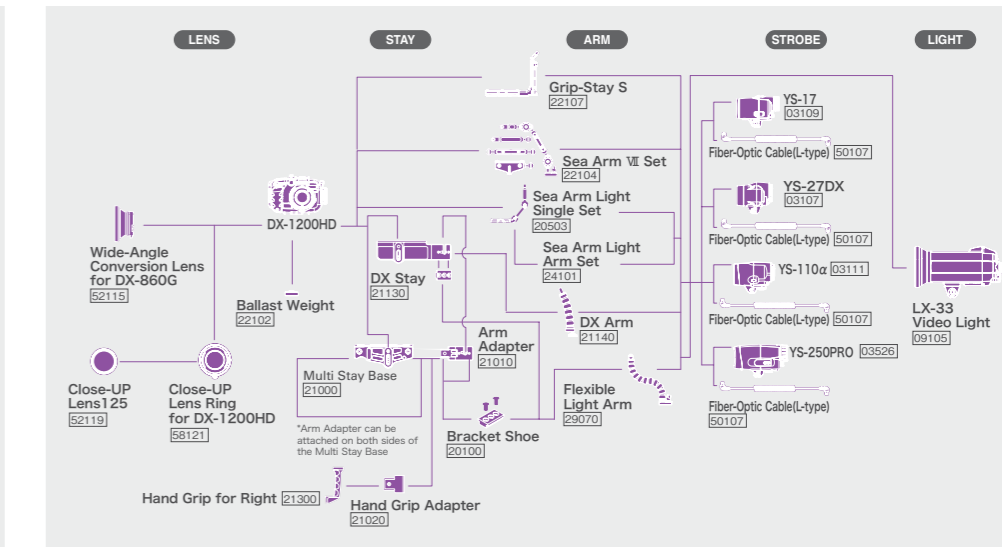 LENS
STAY
ARM
STROBE
LIGHT
Grip-Stay S
22107
Sea Arm Ⅶ Set
22104
Sea Arm Light
Single Set
20503
Sea Arm Light
Arm Set
24101
DX Arm
21140
Flexible
Light Arm
29070
DX-1200HD
Wide-Angle
Conversion Lens
for DX-860G
52115
Ballast Weight
22102
Close-UP
Lens125
52119
Close-UP
Lens Ring
for DX-1200HD
58121
DX Stay
21130
Arm
Adapter
21010
Multi Stay Base
21000
*Arm Adapter can be
attached on both sides of
the Multi Stay Base
Bracket Shoe
20100
Hand Grip for Right 21300
Hand Grip Adapter
21020
YS-17
03109
Fiber-Optic Cable(L-type) 50107
YS-27DX
03107
Fiber-Optic Cable(L-type) 50107
YS-110α 03111
Fiber-Optic Cable(L-type) 50107
YS-250PRO 03526
Fiber-Optic Cable(L-type)
50107
LX-33
Video Light
09105